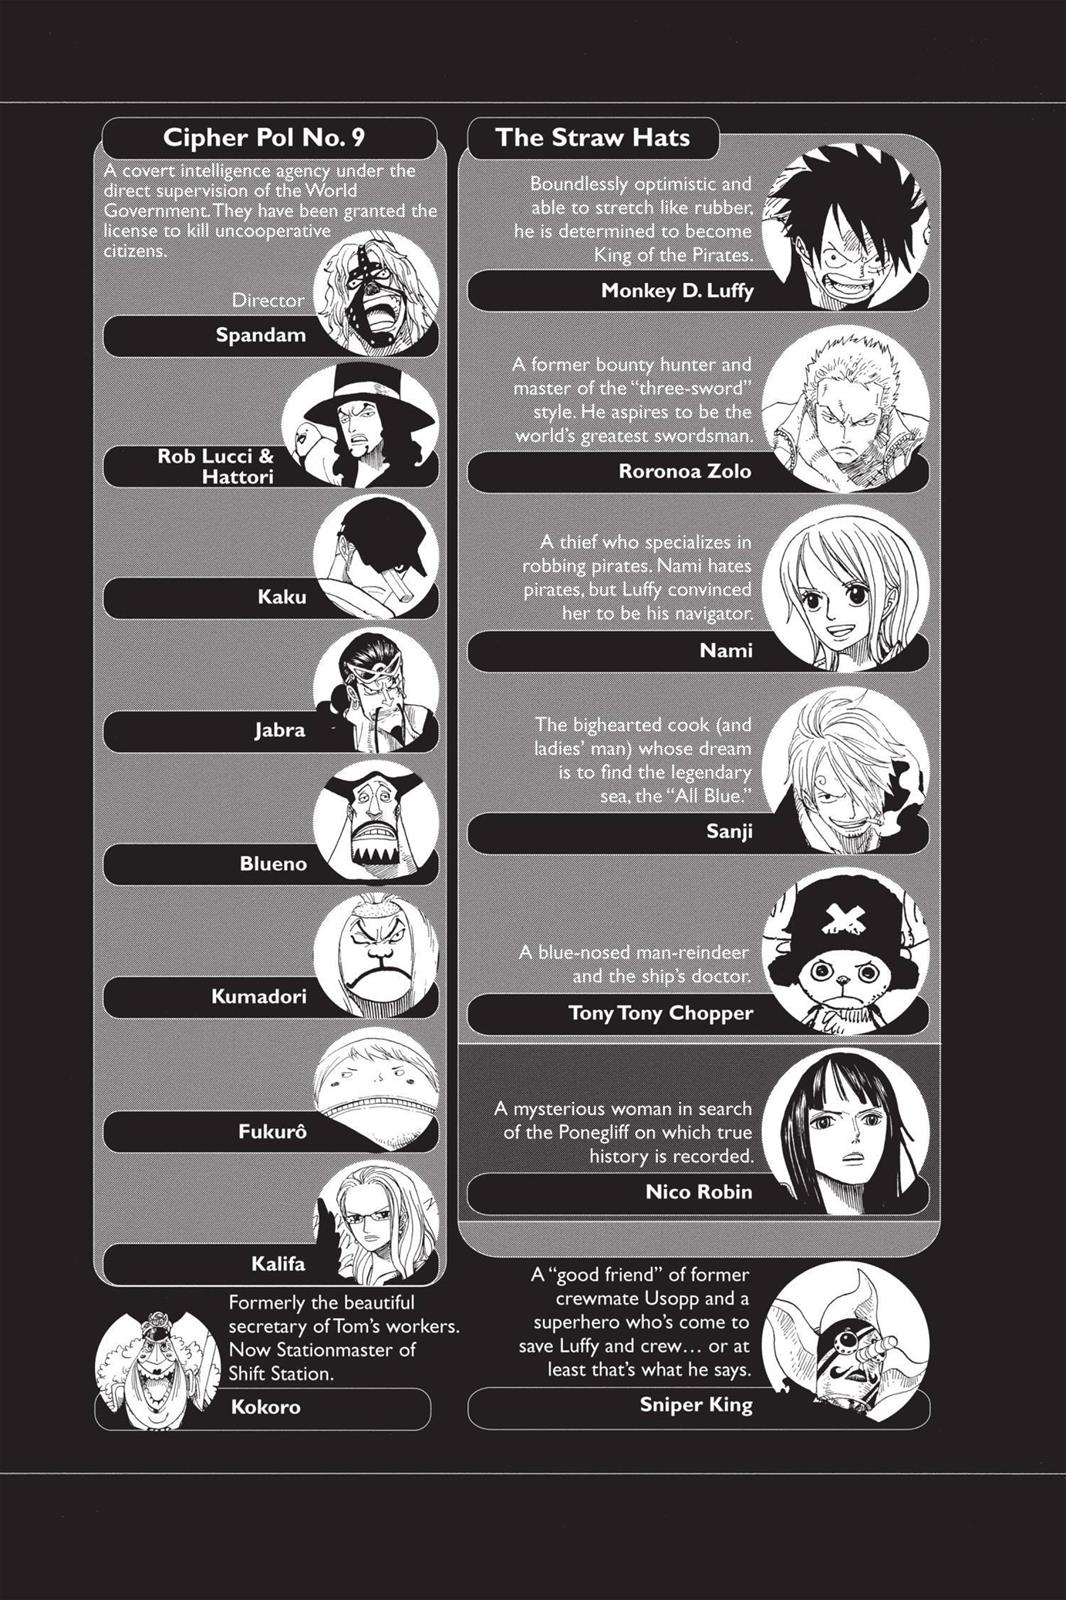 Cipher Pol No. 9
A covert intelligence agency under the
direct supervision of the World
Government. They have been granted the
license to kill uncooperative
citizens.
Director
Spandam
Rob Lucci &
Hattori
Kaku
Jabra
Blueno
Kumadori
Fukurô
Kalifa
Formerly the beautiful
secretary of Tom's workers.
Now Stationmaster of
Shift Station.
Kokoro
The Straw Hats
Boundlessly optimistic and
able to stretch like rubber,
he is determined to become
King of the Pirates.
Monkey D. Luffy
A former bounty hunter and
master of the “three-sword”
style. He aspires to be the
world's greatest swordsman.
Roronoa Zolo
A thief who specializes in
robbing pirates. Nami hates
pirates, but Luffy convinced
her to be his navigator.
Nami
The bighearted cook (and
ladies' man) whose dream
is to find the legendary
sea, the “All Blue.”
Sanji
A blue-nosed man-reindeer
and the ship's doctor.
Tony Tony Chopper
A mysterious woman in search
of the Ponegliff on which true
history is recorded.
Nico Robin
A “good friend” of former
crewmate Usopp and a
superhero who's come to
save Luffy and crew... or at
least that's what he says.
Sniper King